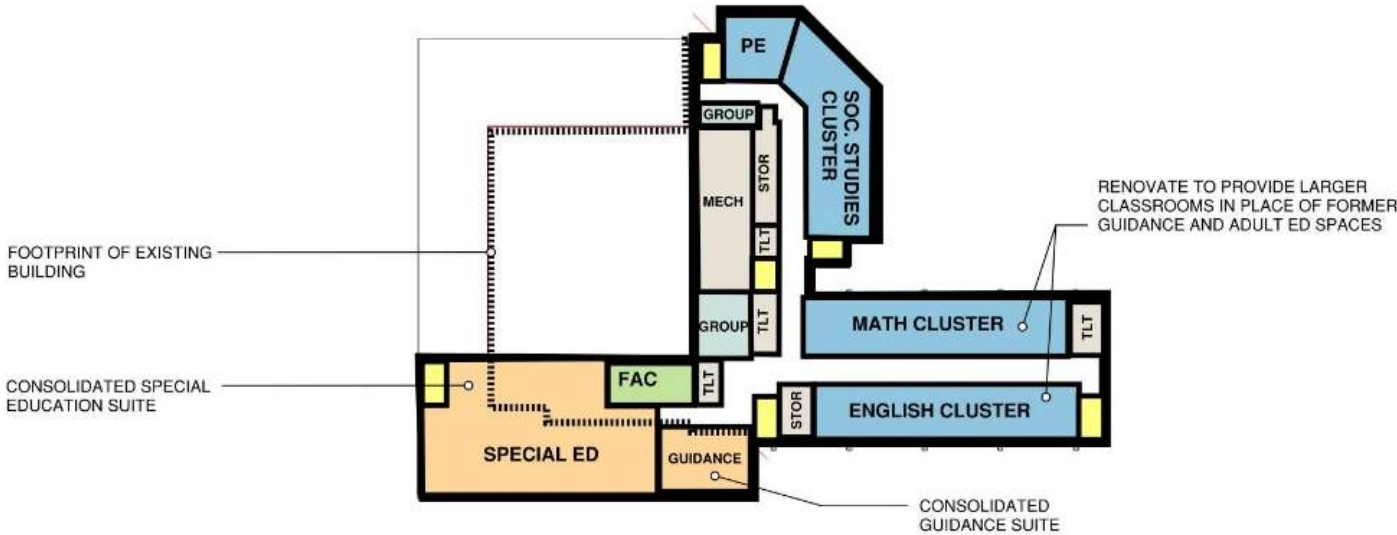 PE
SOC. STUDIES
CLUSTER
GROUP
STOR
MECH
TLT
RENOVATE TO PROVIDE LARGER
CLASSROOMS IN PLACE OF FORMER
GUIDANCE AND ADULT ED SPACES
FOOTPRINT OF EXISTING
BUILDING
GROUP
TLT
MATH CLUSTER
TLT
CONSOLIDATED SPECIAL
EDUCATION SUITE
FAC
TLT
STOR
ENGLISH CLUSTER
SPECIAL ED
GUIDANCE
CONSOLIDATED
GUIDANCE SUITE